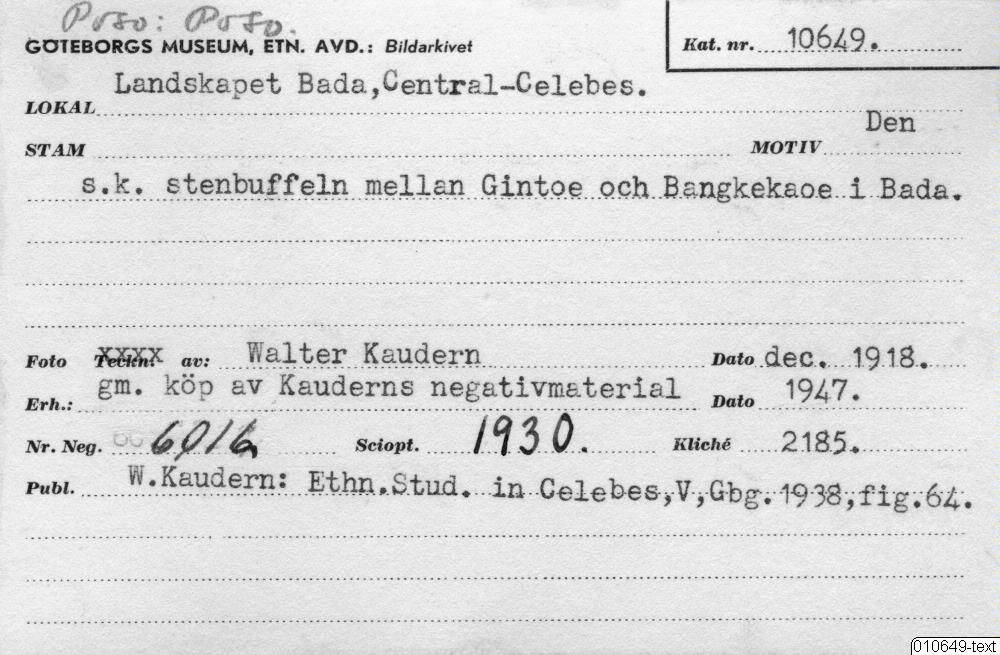 Poso: Poso.
GÖTEBORGS MUSEUM, ETN. AVD.: Bildarkivet
Kat. nr. 10649.
Landskapet Bada,Central-Celebes.
LOKAL
STAM MOTIV Den
s.k. stenbuffeln mellan Gintoe och Bangkekaoe i Bada.
Foto Teckn. xxxx av: Walter Kaudern Dato dec. 1918.
Erh.: gm. köp av Kauderns negativmaterial Dato 1947.
Nr. Neg. 6016 Sciopt. 1930. Kliché 2185.
Publ. W.Kaudern: Ethn.Stud. in Celebes,V,Gbg.1938,fig.64.
010649-text